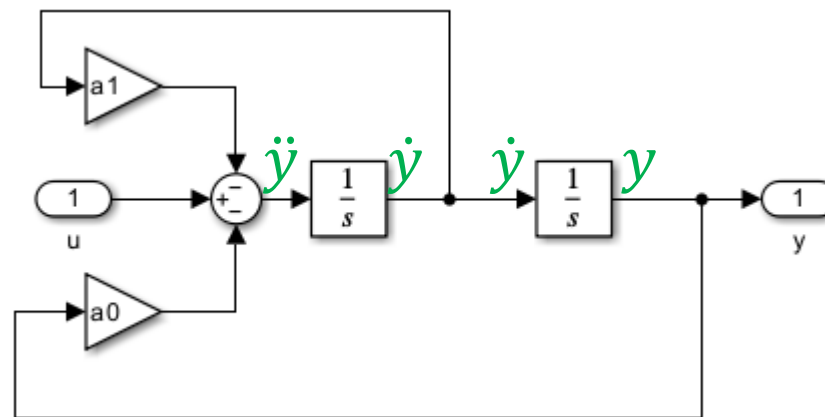 a1
ÿ ẏ ẏ y
1 + − − 1/s 1/s 1
u y
a0